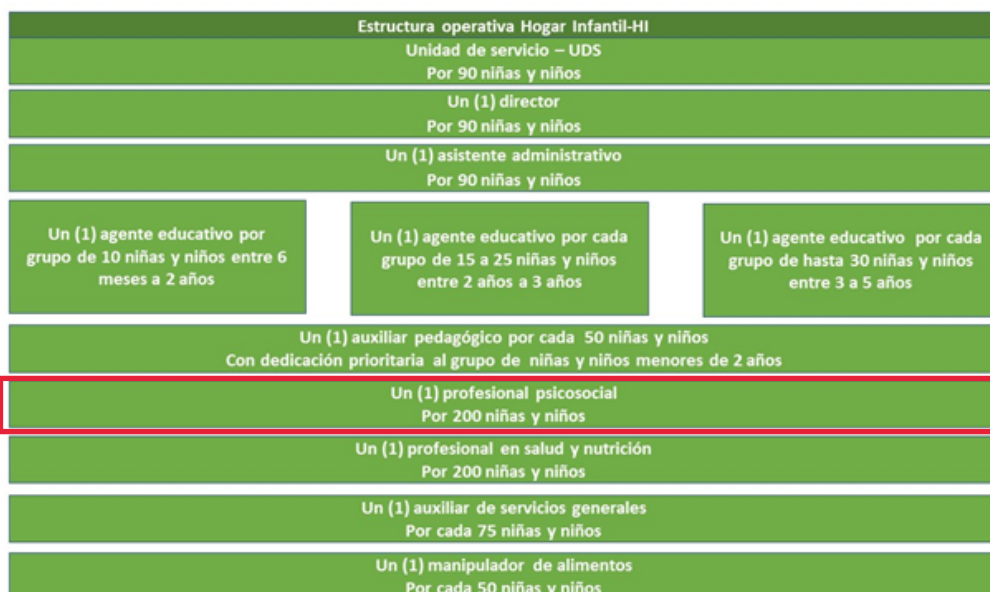 Estructura operativa Hogar Infantil-HI
Unidad de servicio – UDS
Por 90 niñas y niños
Un (1) director
Por 90 niñas y niños
Un (1) asistente administrativo
Por 90 niñas y niños
Un (1) agente educativo por
grupo de 10 niñas y niños entre 6
meses a 2 años
Un (1) agente educativo por cada
grupo de 15 a 25 niñas y niños
entre 2 años a 3 años
Un (1) agente educativo por cada
grupo de hasta 30 niñas y niños
entre 3 a 5 años
Un (1) auxiliar pedagógico por cada 50 niñas y niños
Con dedicación prioritaria al grupo de niñas y niños menores de 2 años
Un (1) profesional psicosocial
Por 200 niñas y niños
Un (1) profesional en salud y nutrición
Por 200 niñas y niños
Un (1) auxiliar de servicios generales
Por cada 75 niñas y niños
Un (1) manipulador de alimentos
Por cada 50 niñas y niños